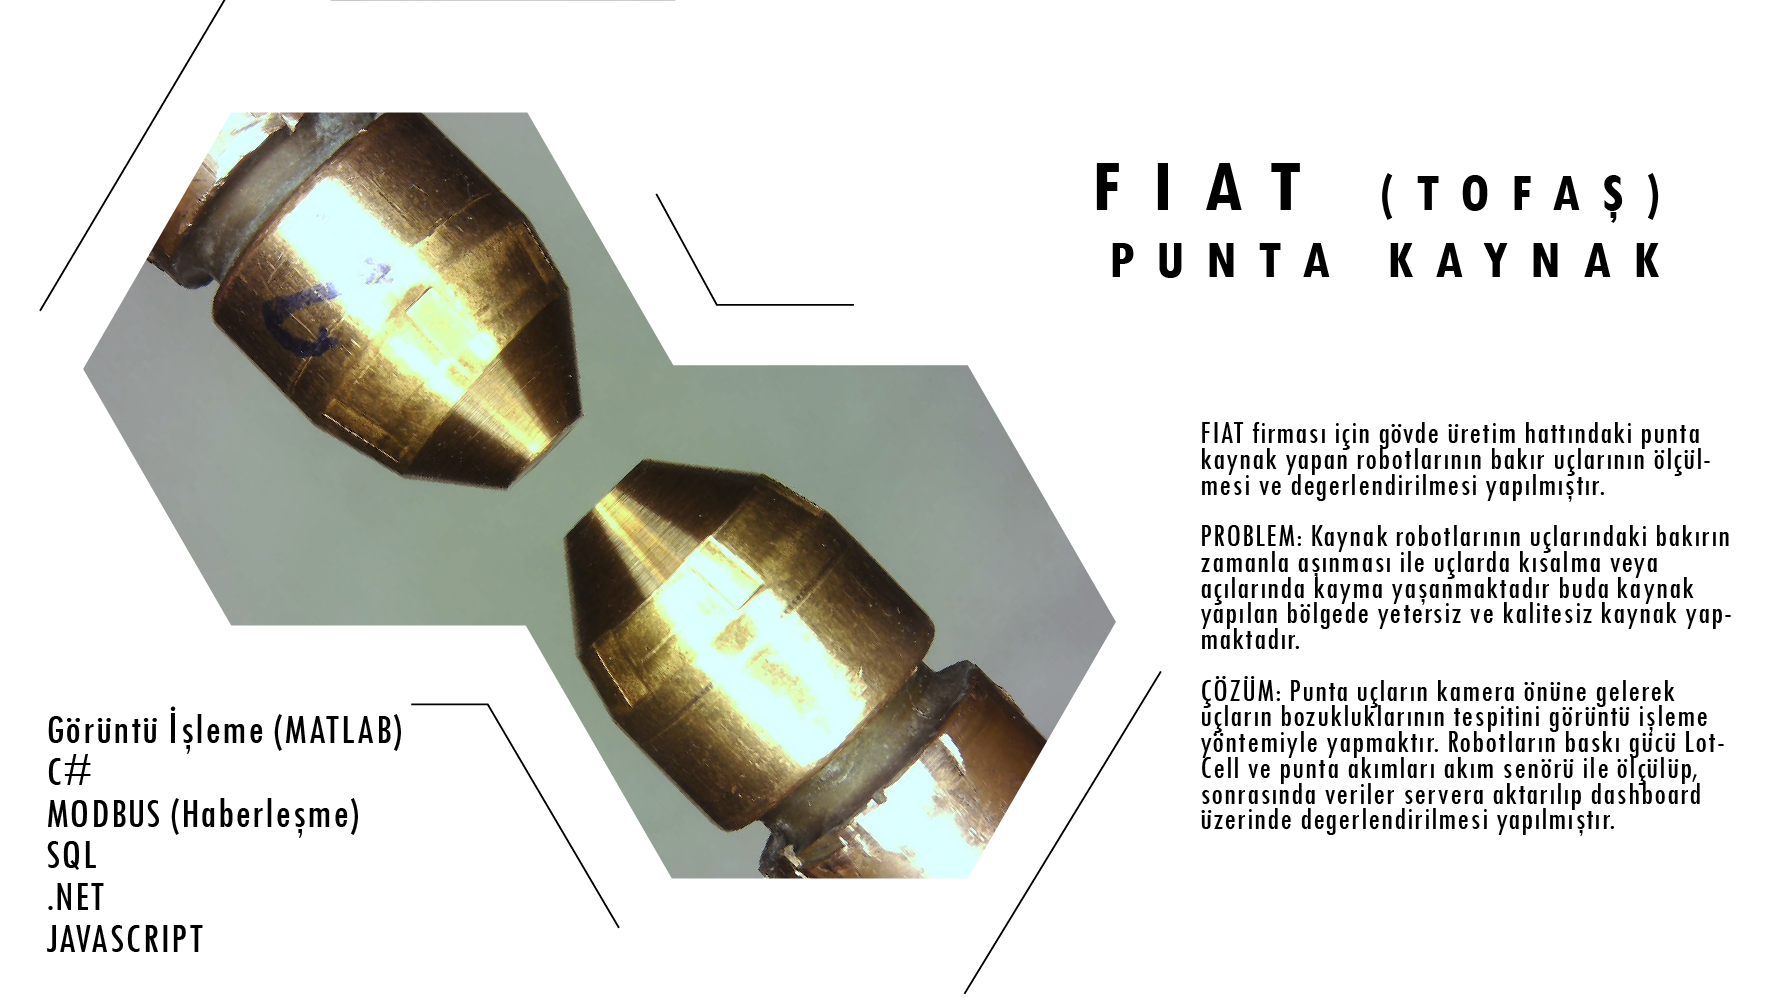 FIAT (TOFAŞ)
PUNTA KAYNAK
FIAT firması için gövde üretim hattındaki punta
kaynak yapan robotlarının bakır uçlarının ölçül-
mesi ve degerlendirilmesi yapılmıştır.
PROBLEM: Kaynak robotlarının uçlarındaki bakırın
zamanla aşınması ile uçlarda kısalma veya
açılarında kayma yaşanmaktadır buda kaynak
yapılan bölgede yetersiz ve kalitesiz kaynak yap-
maktadır.
ÇÖZÜM: Punta uçların kamera önüne gelerek
uçların bozukluklarının tespitini görüntü işleme
yöntemiyle yapmaktır. Robotların baskı gücü Lot-
Cell ve punta akımları akım senörü ile ölçülüp,
sonrasında veriler servera aktarılıp dashboard
üzerinde degerlendirilmesi yapılmıştır.
Görüntü İşleme (MATLAB)
C#
MODBUS (Haberleşme)
SQL
.NET
JAVASCRIPT